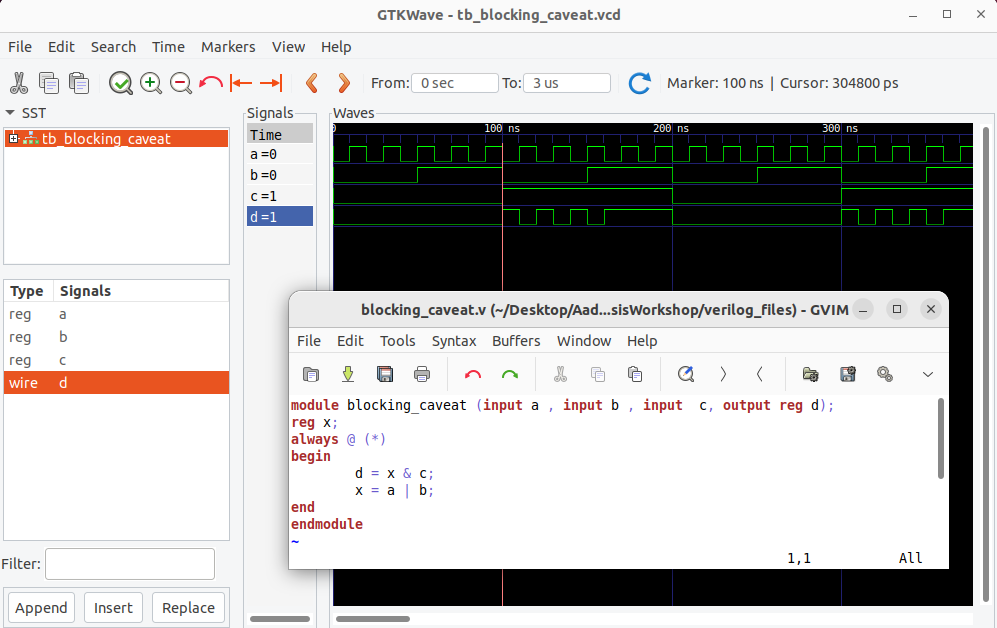 GTKWave - tb_blocking_caveat.vcd
File Edit Search Time Markers View Help
From: 0 sec To: 3 us Marker: 100 ns | Cursor: 304800 ps
SST
tb_blocking_caveat
Type Signals
reg a
reg b
reg c
wire d
Filter:
Append Insert Replace
Signals
Time
a =0
b =0
c =1
d =1
Waves
0 100 ns 200 ns 300 ns
blocking_caveat.v (~/Desktop/Aad...sisWorkshop/verilog_files) - GVIM
File Edit Tools Syntax Buffers Window Help
module blocking_caveat (input a , input b , input  c, output reg d);
reg x;
always @ (*)
begin
        d = x & c;
        x = a | b;
end
endmodule
~
1,1 All